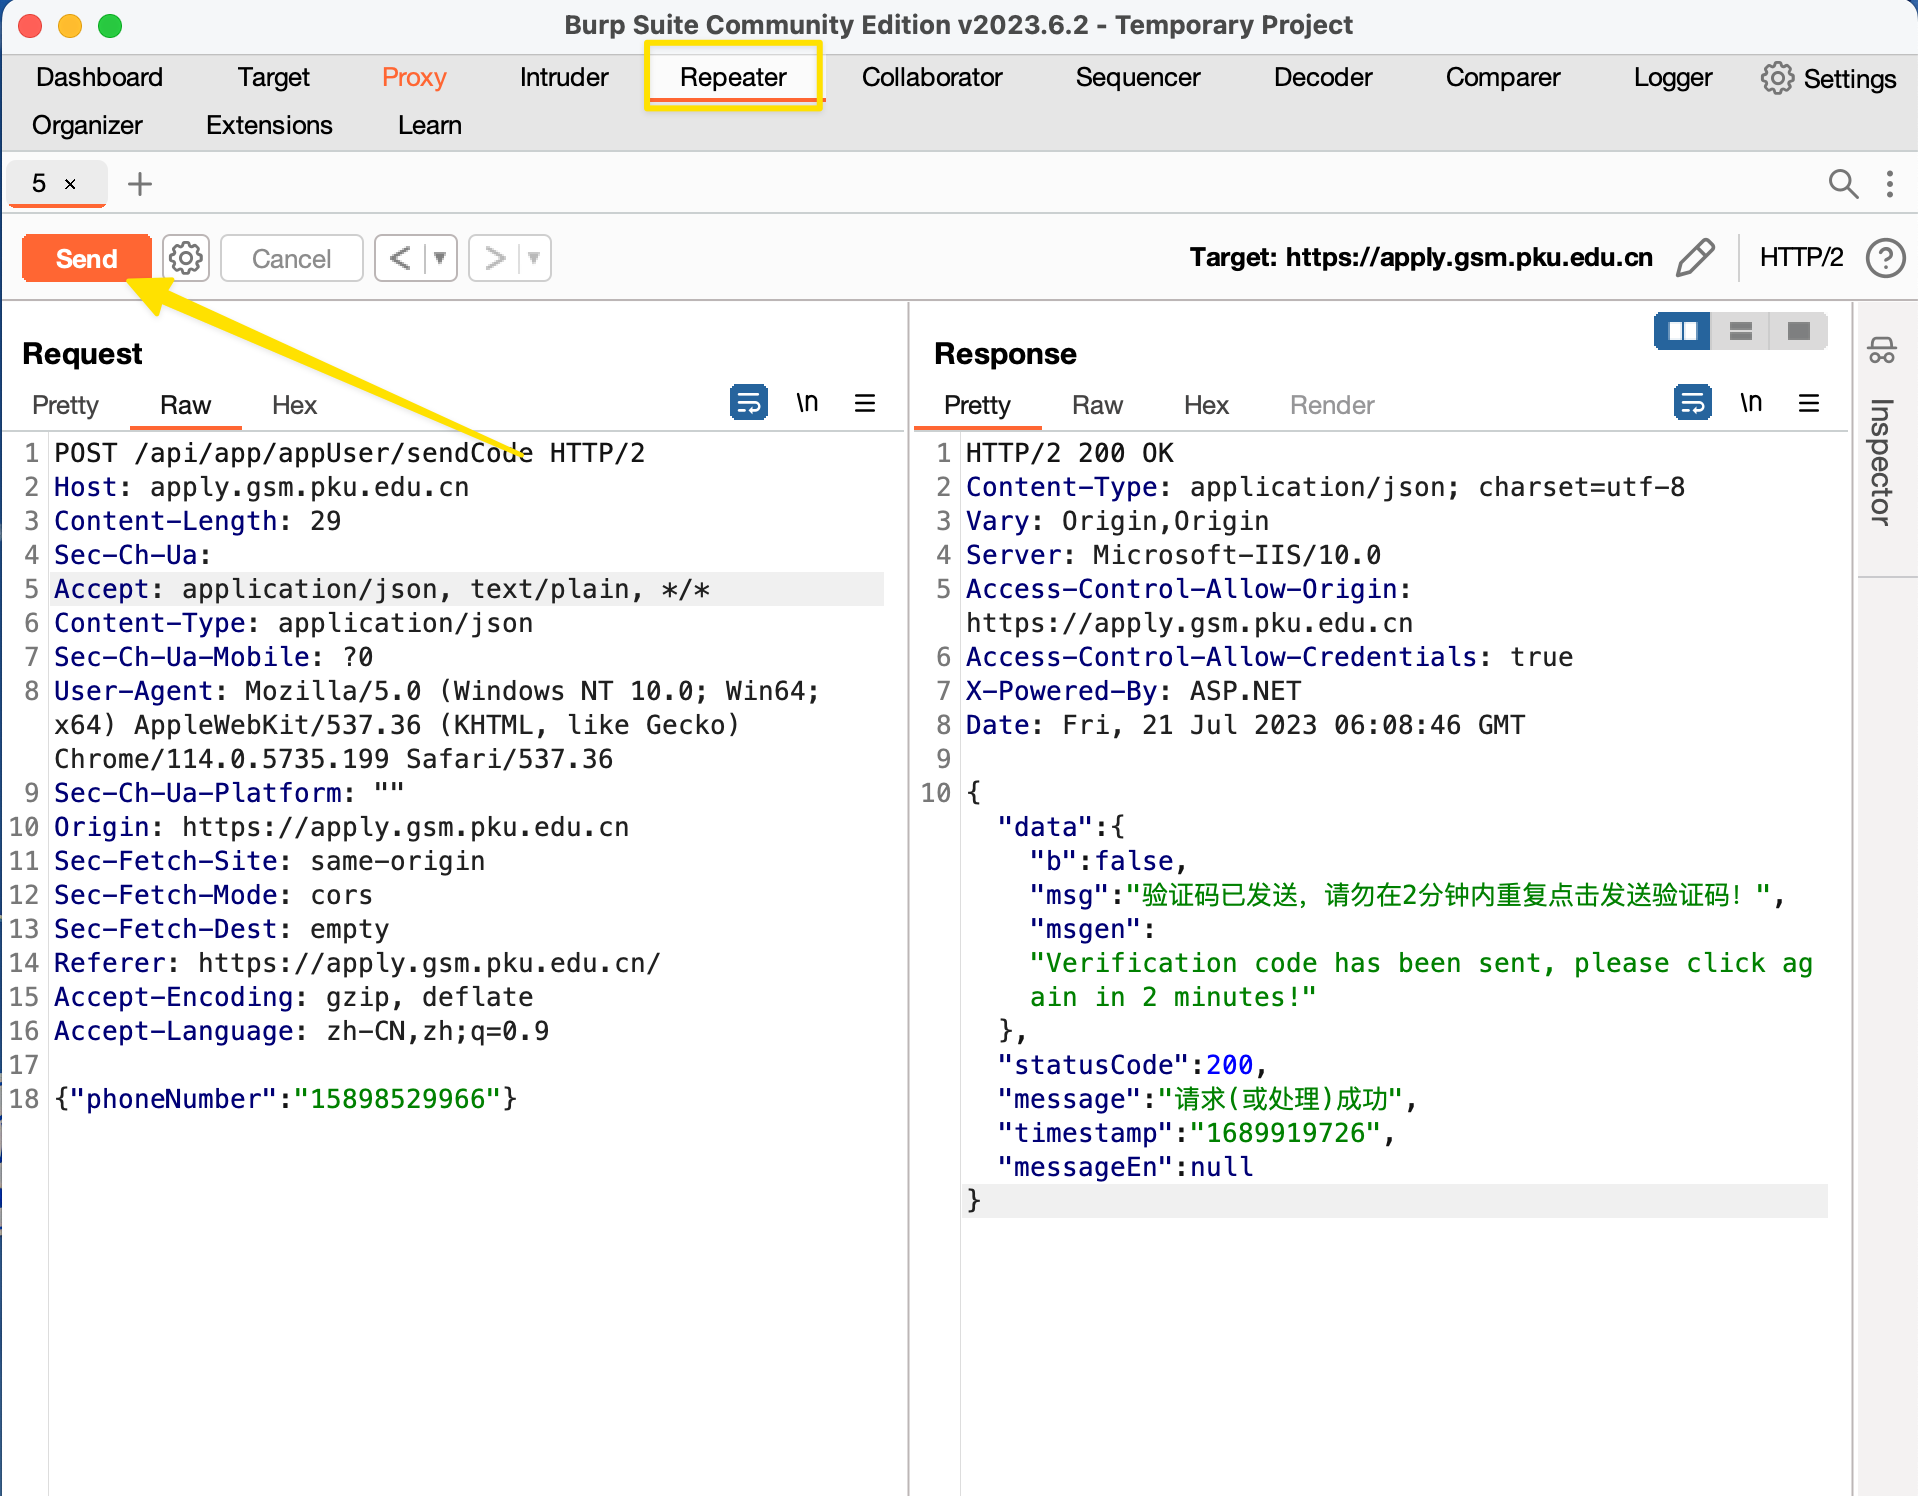 Burp Suite Community Edition v2023.6.2 - Temporary Project
Dashboard Target Proxy Intruder Repeater Collaborator Sequencer Decoder Comparer Logger Settings
Organizer Extensions Learn
5 × +
Send Cancel < > Target: https://apply.gsm.pku.edu.cn HTTP/2 ?
Request
Pretty Raw Hex \n
1 POST /api/app/appUser/sendCode HTTP/2
2 Host: apply.gsm.pku.edu.cn
3 Content-Length: 29
4 Sec-Ch-Ua:
5 Accept: application/json, text/plain, */*
6 Content-Type: application/json
7 Sec-Ch-Ua-Mobile: ?0
8 User-Agent: Mozilla/5.0 (Windows NT 10.0; Win64;
x64) AppleWebKit/537.36 (KHTML, like Gecko)
Chrome/114.0.5735.199 Safari/537.36
9 Sec-Ch-Ua-Platform: ""
10 Origin: https://apply.gsm.pku.edu.cn
11 Sec-Fetch-Site: same-origin
12 Sec-Fetch-Mode: cors
13 Sec-Fetch-Dest: empty
14 Referer: https://apply.gsm.pku.edu.cn/
15 Accept-Encoding: gzip, deflate
16 Accept-Language: zh-CN,zh;q=0.9
17
18 {"phoneNumber":"15898529966"}
Response
Pretty Raw Hex Render \n
1 HTTP/2 200 OK
2 Content-Type: application/json; charset=utf-8
3 Vary: Origin,Origin
4 Server: Microsoft-IIS/10.0
5 Access-Control-Allow-Origin:
https://apply.gsm.pku.edu.cn
6 Access-Control-Allow-Credentials: true
7 X-Powered-By: ASP.NET
8 Date: Fri, 21 Jul 2023 06:08:46 GMT
9
10 {
"data":{
"b":false,
"msg":"验证码已发送，请勿在2分钟内重复点击发送验证码！",
"msgen":
"Verification code has been sent, please click ag
ain in 2 minutes!"
},
"statusCode":200,
"message":"请求(或处理)成功",
"timestamp":"1689919726",
"messageEn":null
}
Inspector